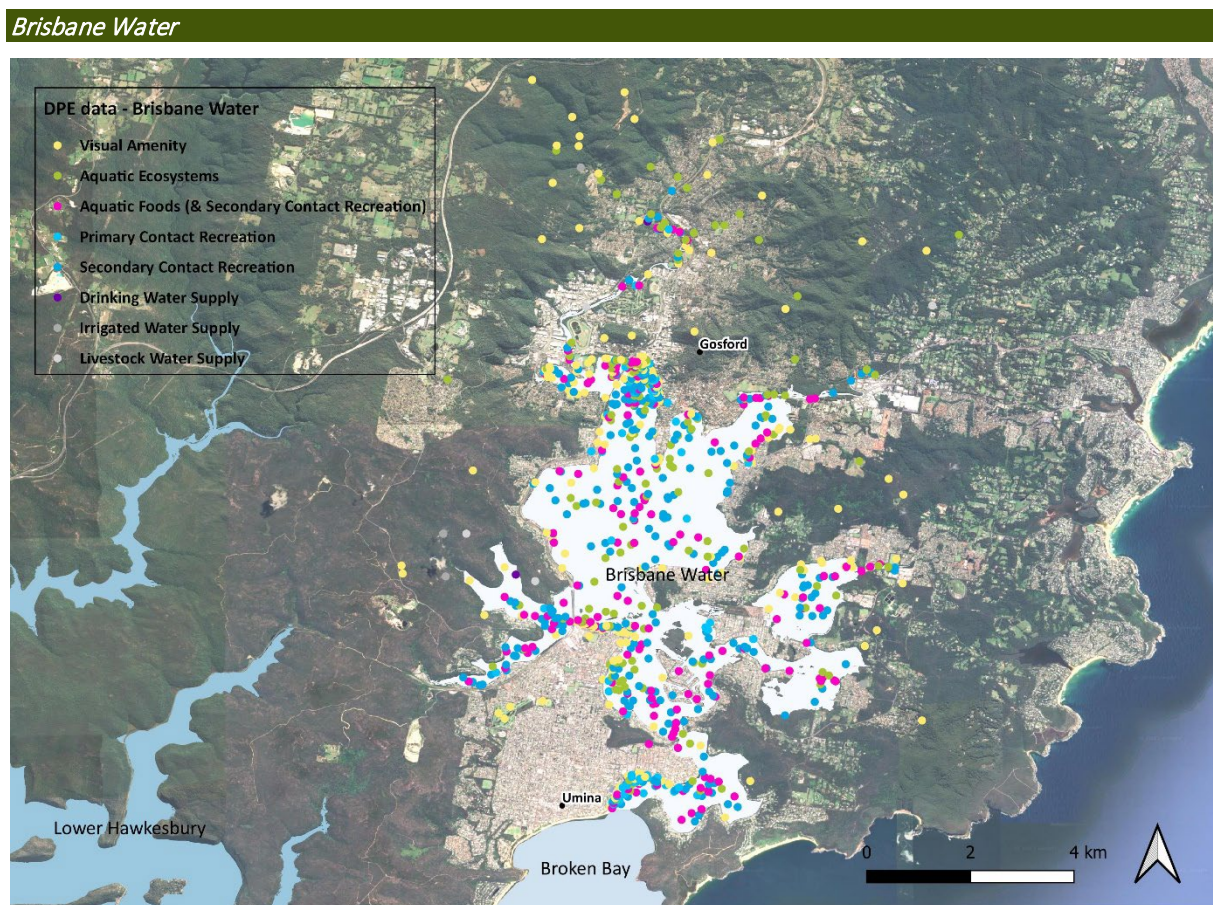 Brisbane Water
DPE data - Brisbane Water
Visual Amenity
Aquatic Ecosystems
Aquatic Foods (& Secondary Contact Recreation)
Primary Contact Recreation
Secondary Contact Recreation
Drinking Water Supply
Irrigated Water Supply
Livestock Water Supply
Gosford
Brisbane Water
Umina
Lower Hawkesbury
Broken Bay
0 2 4 km